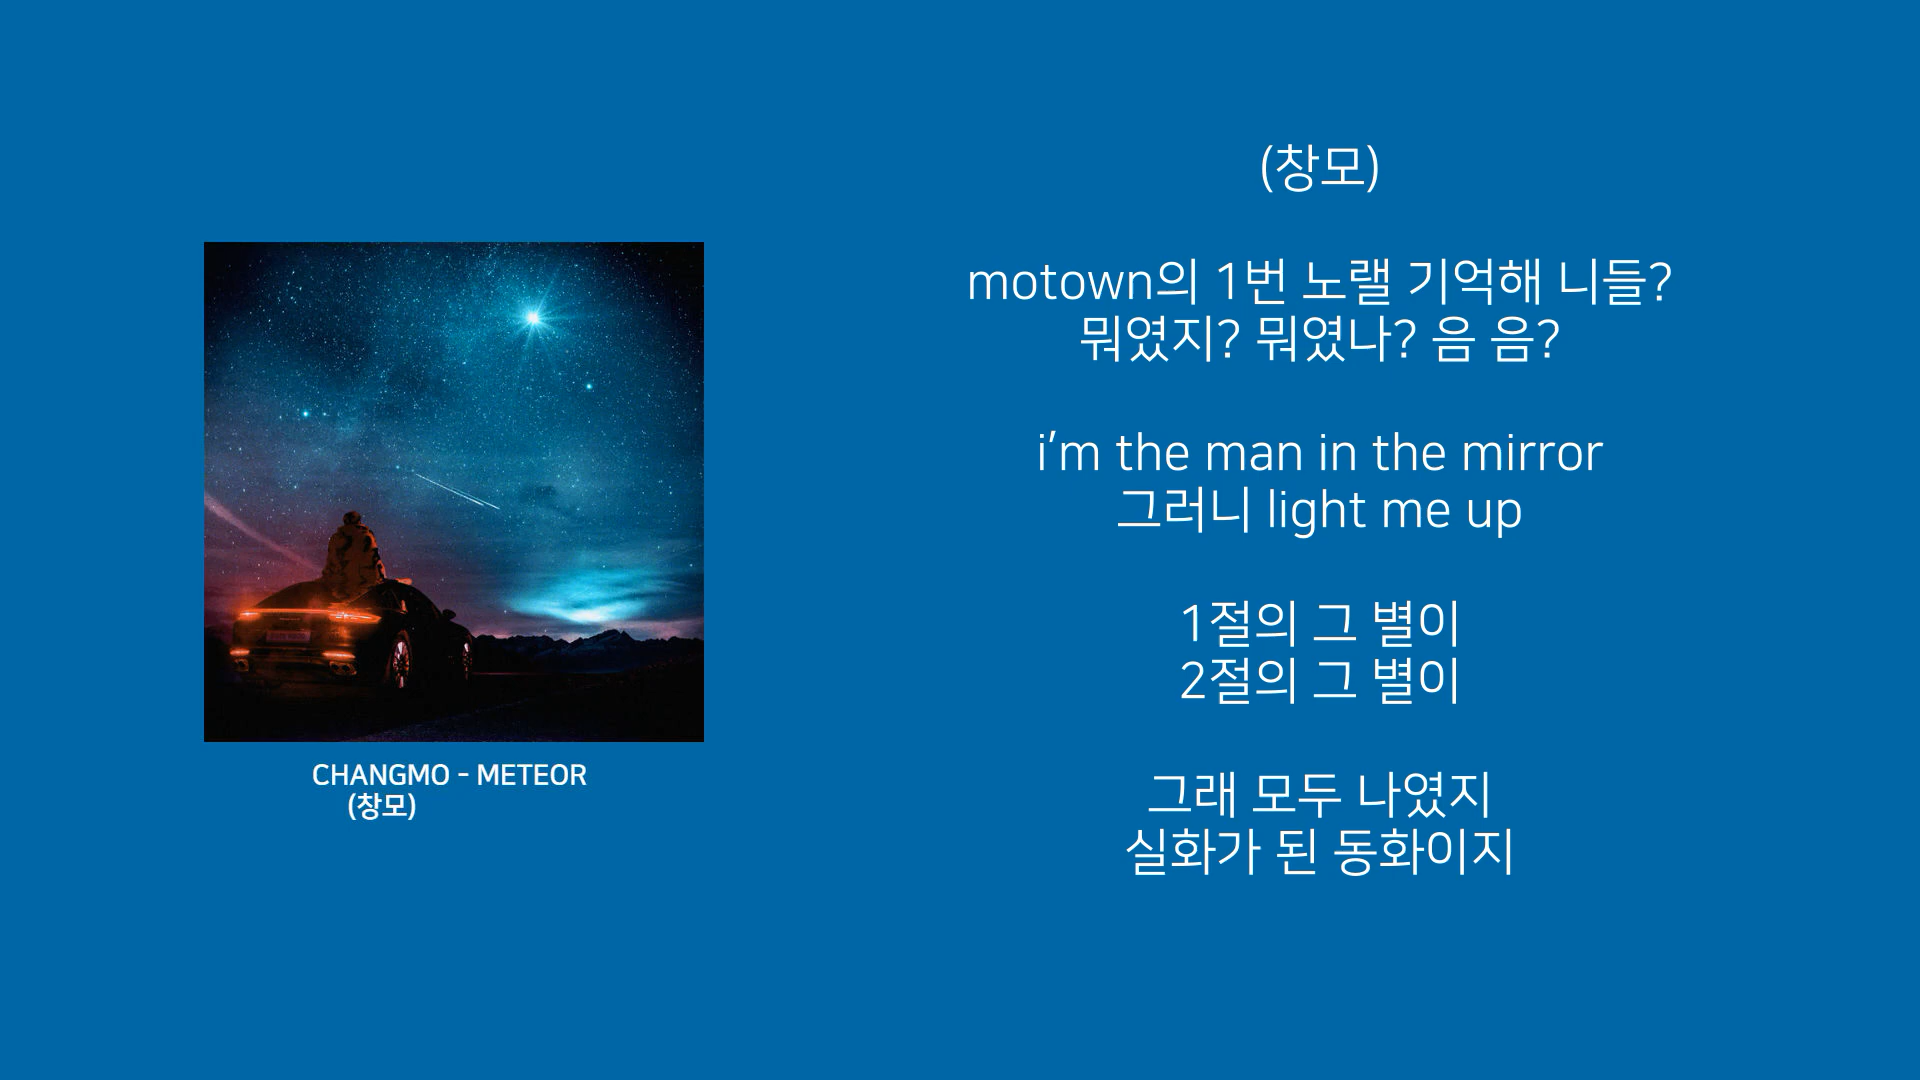 (창모)
motown의 1번 노랠 기억해 니들?
뭐였지? 뭐였나? 음 음?
i'm the man in the mirror
그러니 light me up
1절의 그 별이
2절의 그 별이
그래 모두 나였지
실화가 된 동화이지
CHANGMO - METEOR
(창모)